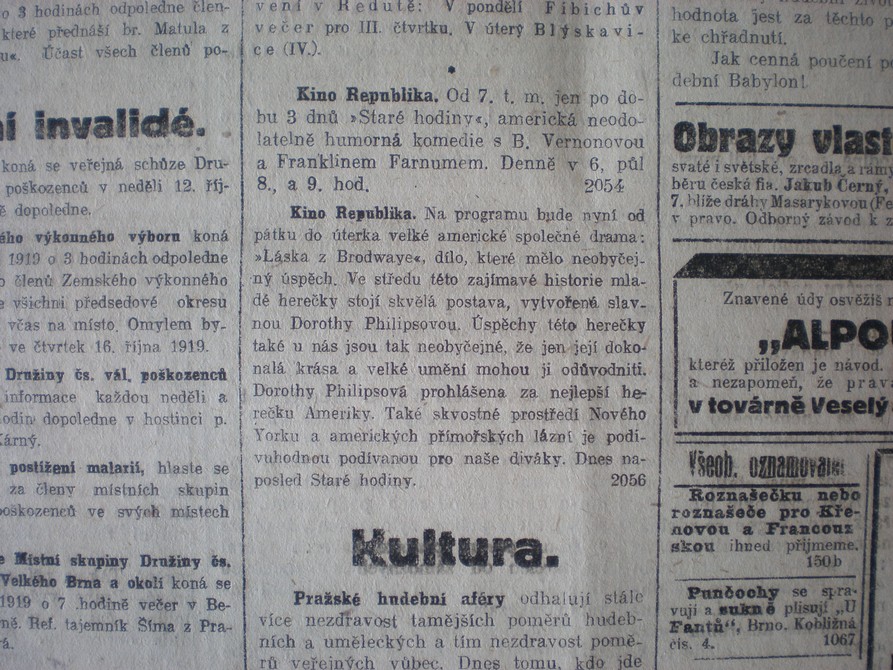 o 3 hodinách odpoledne člen-
které přednáší br. Matula z
Účast všech členů po-
ní invalidé.
koná se veřejná schůze Dru-
poškozenců v neděli 12. říj-
dopoledne.
výkonného výboru koná
1919 o 3 hodinách odpoledne
členů Zemského výkonného
všichni předsedové okresu
včas na místo. Omylem by-
ve čtvrtek 16. října 1919.
Družiny čs. vál. poškozenců
informace každou neděli a
dopoledne v hostinci p.
postižení malarií, hlaste se
za členy místních skupin
ve svých místech
Místní skupiny Družiny čs.
Velkého Brna a okolí koná se
1919 o 7 hodině večer v Be-
Ref. tajemník Šíma z Pra-
vení v Redutě: V pondělí Fibichův
večer pro III. čtvrtku. V úterý Blýskavi-
ce (IV.).
*
Kino Republika. Od 7. t. m. jen po do-
bu 3 dnů »Staré hodiny«, americká neodo-
latelně humorná komedie s B. Vernonovou
a Franklinem Farnumem. Denně v 6, půl
8., a 9. hod. 2054
Kino Republika. Na programu bude nyní od
pátku do úterka velké americké společné drama:
»Láska z Brodwaye«, dílo, které mělo neobyčej-
ný úspěch. Ve středu této zajímavé historie mla-
dé herečky stojí skvělá postava, vytvořená slav-
nou Dorothy Philipsovou. Úspěchy této herečky
také u nás jsou tak neobyčejné, že jen její doko-
nalá krása a velké umění mohou ji odůvodniti.
Dorothy Philipsová prohlášena za nejlepší he-
rečku Ameriky. Také skvostné prostředí Nového
Yorku a amerických přímořských lázní je podí-
vuhodnou podívanou pro naše diváky. Dnes na-
posled Staré hodiny. 2056
Kultura.
Pražské hudební aféry odhalují stále
více nezdravost tamějších poměrů hudeb-
ních a uměleckých a tím nezdravost pomě-
rů veřejných vůbec. Dnes tomu, kdo jde
hodnota jest za těchto
ke chřadnutí.
Jak cenná poučení
dební Babylon!
Obrazy vlast
svaté i světské, zrcadla a rámy
běru česká fia. Jakub Černý,
7. blíže dráhy Masarykovou (Fe
v pravo. Odborný závod k
Znavené údy osvěžíš
„ALPO
kteréž přiložen je návod.
a nezapomeň, že prav
v továrně Veselý
Všeob. oznamovatel
Roznašečku nebo
roznašeče pro Kře-
novou a Francouz
skou ihned přijmeme.
150b
Punčochy se spra-
vují a sukně plisují „U
Fantů“, Brno, Kobližná
čís. 4. 1067